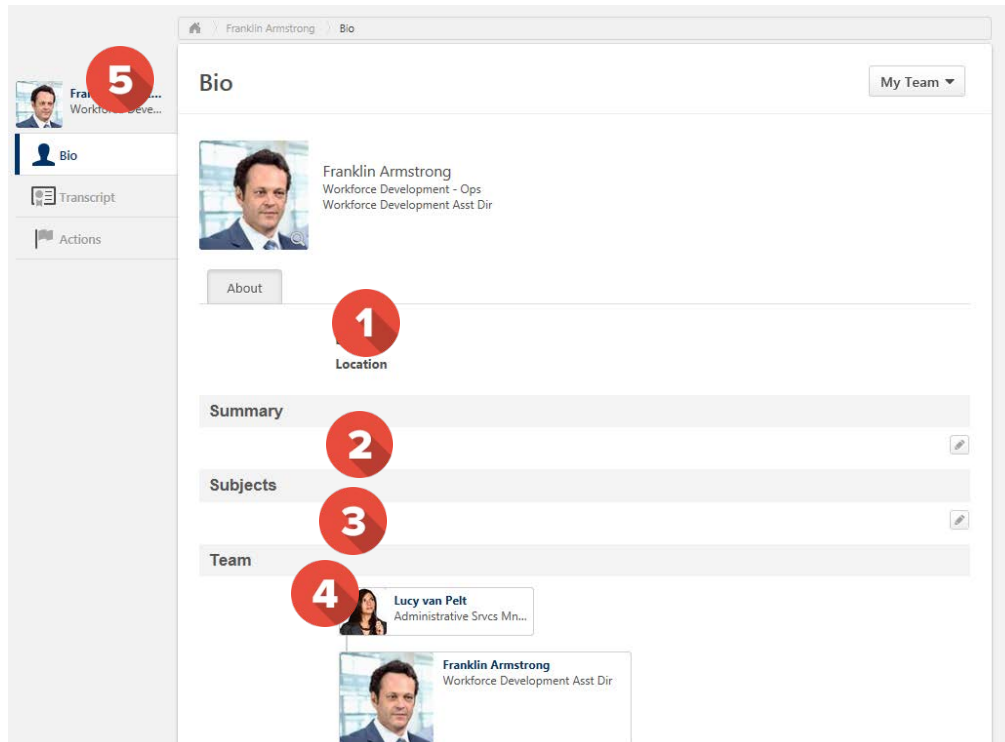 Franklin Armstrong
Bio
5
Workfo Deve...
Bio
Transcript
Actions
Bio
My Team
Franklin Armstrong
Workforce Development - Ops
Workforce Development Asst Dir
About
1
Location
Summary
2
Subjects
3
Team
4
Lucy van Pelt
Administrative Srvcs Mn...
Franklin Armstrong
Workforce Development Asst Dir